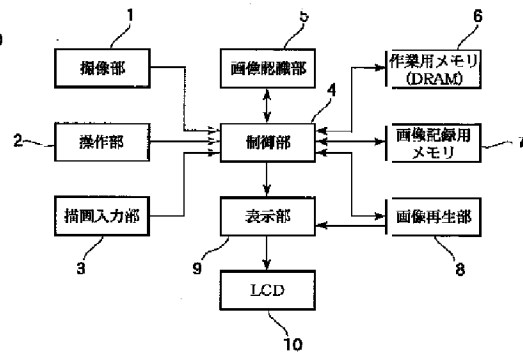 1
5
6
撮像部
画像認識部
作業用メモリ
(DRAM)
4
2
操作部
制御部
画像記録用
メモリ
7
描画入力部
表示部
画像再生部
3
9
8
LCD
10